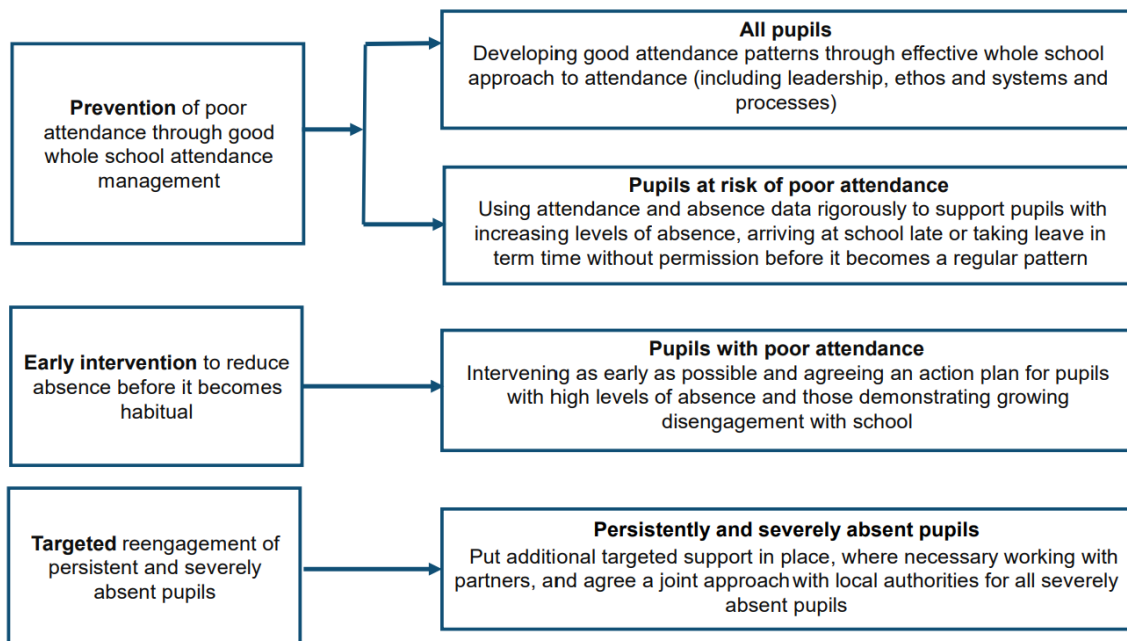 Prevention of poor
attendance through good
whole school attendance
management
All pupils
Developing good attendance patterns through effective whole school
approach to attendance (including leadership, ethos and systems and
processes)
Pupils at risk of poor attendance
Using attendance and absence data rigorously to support pupils with
increasing levels of absence, arriving at school late or taking leave in
term time without permission before it becomes a regular pattern
Early intervention to reduce
absence before it becomes
habitual
Pupils with poor attendance
Intervening as early as possible and agreeing an action plan for pupils
with high levels of absence and those demonstrating growing
disengagement with school
Targeted reengagement of
persistent and severely
absent pupils
Persistently and severely absent pupils
Put additional targeted support in place, where necessary working with
partners, and agree a joint approach with local authorities for all severely
absent pupils